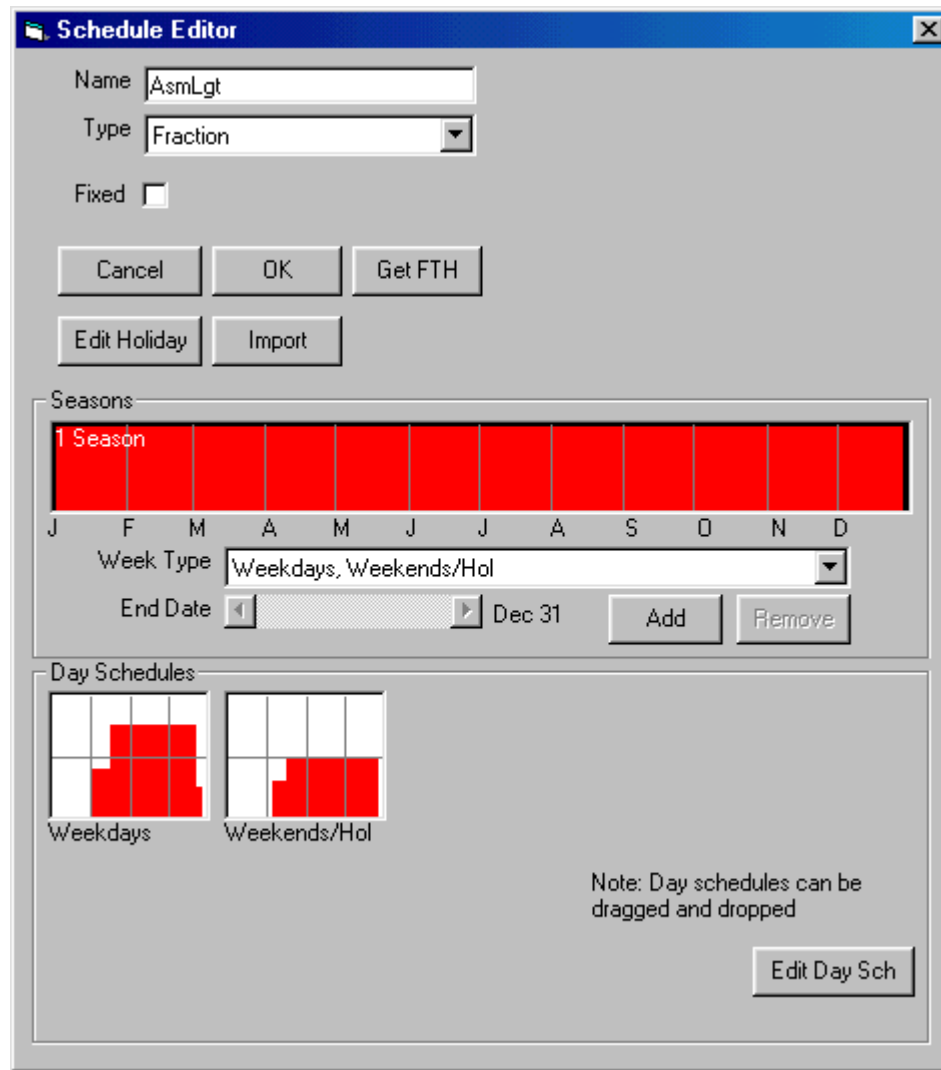 Schedule Editor
Name AsmLgt
Type Fraction
Fixed
Cancel OK Get FTH
Edit Holiday Import
Seasons
1 Season
J F M A M J J A S O N D
Week Type Weekdays, Weekends/Hol
End Date Dec 31 Add Remove
Day Schedules
Weekdays Weekends/Hol
Note: Day schedules can be
dragged and dropped
Edit Day Sch